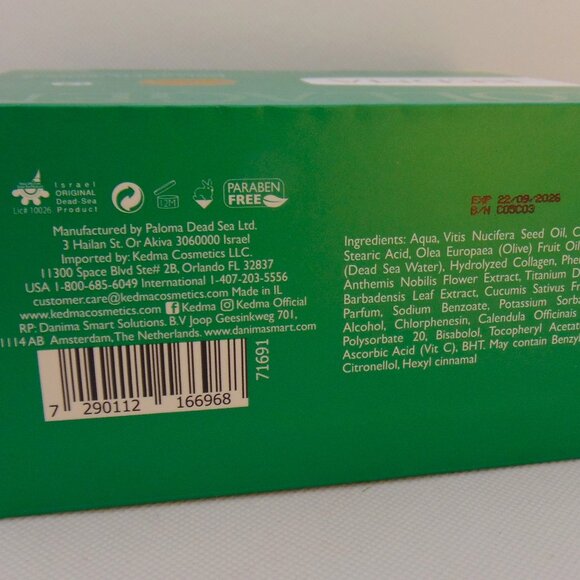 Israel
ORIGINAL
Dead-Sea
Product
Lic# 10026
12M
PARABEN
FREE
Manufactured by Paloma Dead Sea Ltd.
3 Hailan St. Or Akiva 3060000 Israel
Imported by: Kedma Cosmetics LLC.
11300 Space Blvd Ste# 2B, Orlando FL 32837
USA 1-800-685-6049 International 1-407-203-5556
customer.care@kedmacosmetics.com Made in IL
www.kedmacosmetics.com Kedma Kedma Official
RP: Danima Smart Solutions. B.V Joop Geesinkweg 701,
1114 AB Amsterdam, The Netherlands. www.danimasmart.com
71691
7 290112 166968
EXP 22/09/2026
B/N C05C03
Ingredients: Aqua, Vitis Nucifera Seed Oil, C
Stearic Acid, Olea Europaea (Olive) Fruit Oil
(Dead Sea Water), Hydrolyzed Collagen, Phe
Anthemis Nobilis Flower Extract, Titanium D
Barbadensis Leaf Extract, Cucumis Sativus Fr
Parfum, Sodium Benzoate, Potassium Sorba
Alcohol, Chlorphenesin, Calendula Officinalis
Polysorbate 20, Bisabolol, Tocopheryl Acetat
Ascorbic Acid (Vit C), BHT. May contain Benzyl
Citronellol, Hexyl cinnamal